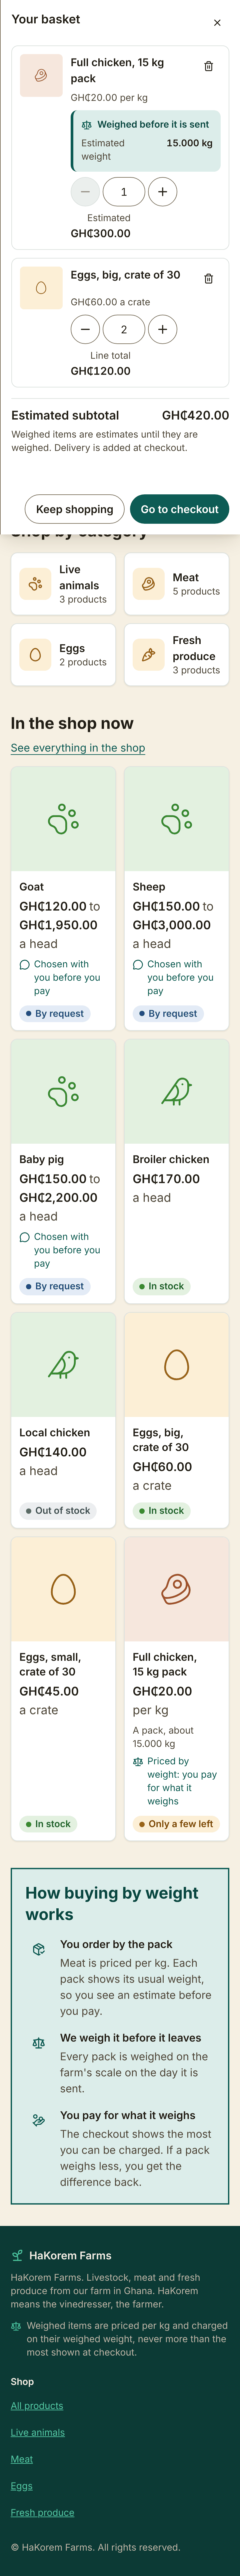 Your basket
Full chicken, 15 kg
pack
GH₵20.00 per kg
Weighed before it is sent
Estimated
weight
15.000 kg
1
Estimated
GH₵300.00
Eggs, big, crate of 30
GH₵60.00 a crate
2
Line total
GH₵120.00
Estimated subtotal
GH₵420.00
Weighed items are estimates until they are
weighed. Delivery is added at checkout.
Keep shopping
Go to checkout
Shop by category
Live
animals
3 products
Meat
5 products
Eggs
2 products
Fresh
produce
3 products
In the shop now
See everything in the shop
Goat
GH₵120.00 to
GH₵1,950.00
a head
Chosen with
you before you
pay
By request
Sheep
GH₵150.00 to
GH₵3,000.00
a head
Chosen with
you before you
pay
By request
Baby pig
GH₵150.00 to
GH₵2,200.00
a head
Chosen with
you before you
pay
By request
Broiler chicken
GH₵170.00
a head
In stock
Local chicken
GH₵140.00
a head
Out of stock
Eggs, big,
crate of 30
GH₵60.00
a crate
In stock
Eggs, small,
crate of 30
GH₵45.00
a crate
In stock
Full chicken,
15 kg pack
GH₵20.00
per kg
A pack, about
15.000 kg
Priced by
weight: you pay
for what it
weighs
Only a few left
How buying by weight
works
You order by the pack
Meat is priced per kg. Each
pack shows its usual weight,
so you see an estimate before
you pay.
We weigh it before it leaves
Every pack is weighed on the
farm's scale on the day it is
sent.
You pay for what it weighs
The checkout shows the most
you can be charged. If a pack
weighs less, you get the
difference back.
HaKorem Farms
HaKorem Farms. Livestock, meat and fresh
produce from our farm in Ghana. HaKorem
means the vinedresser, the farmer.
Weighed items are priced per kg and charged
on their weighed weight, never more than the
most shown at checkout.
Shop
All products
Live animals
Meat
Eggs
Fresh produce
© HaKorem Farms. All rights reserved.